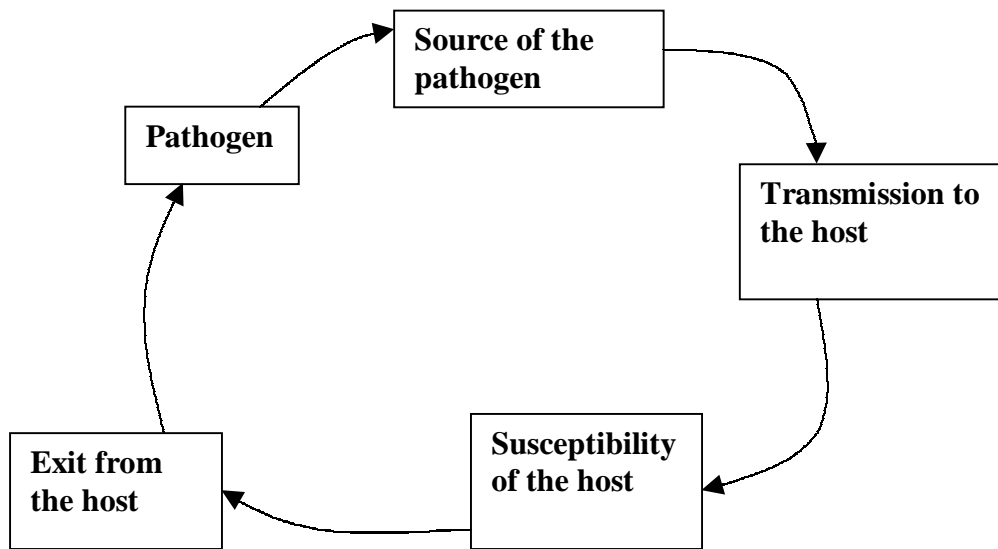 Source of the
pathogen
Pathogen
Transmission to
the host
Susceptibility
of the host
Exit from
the host